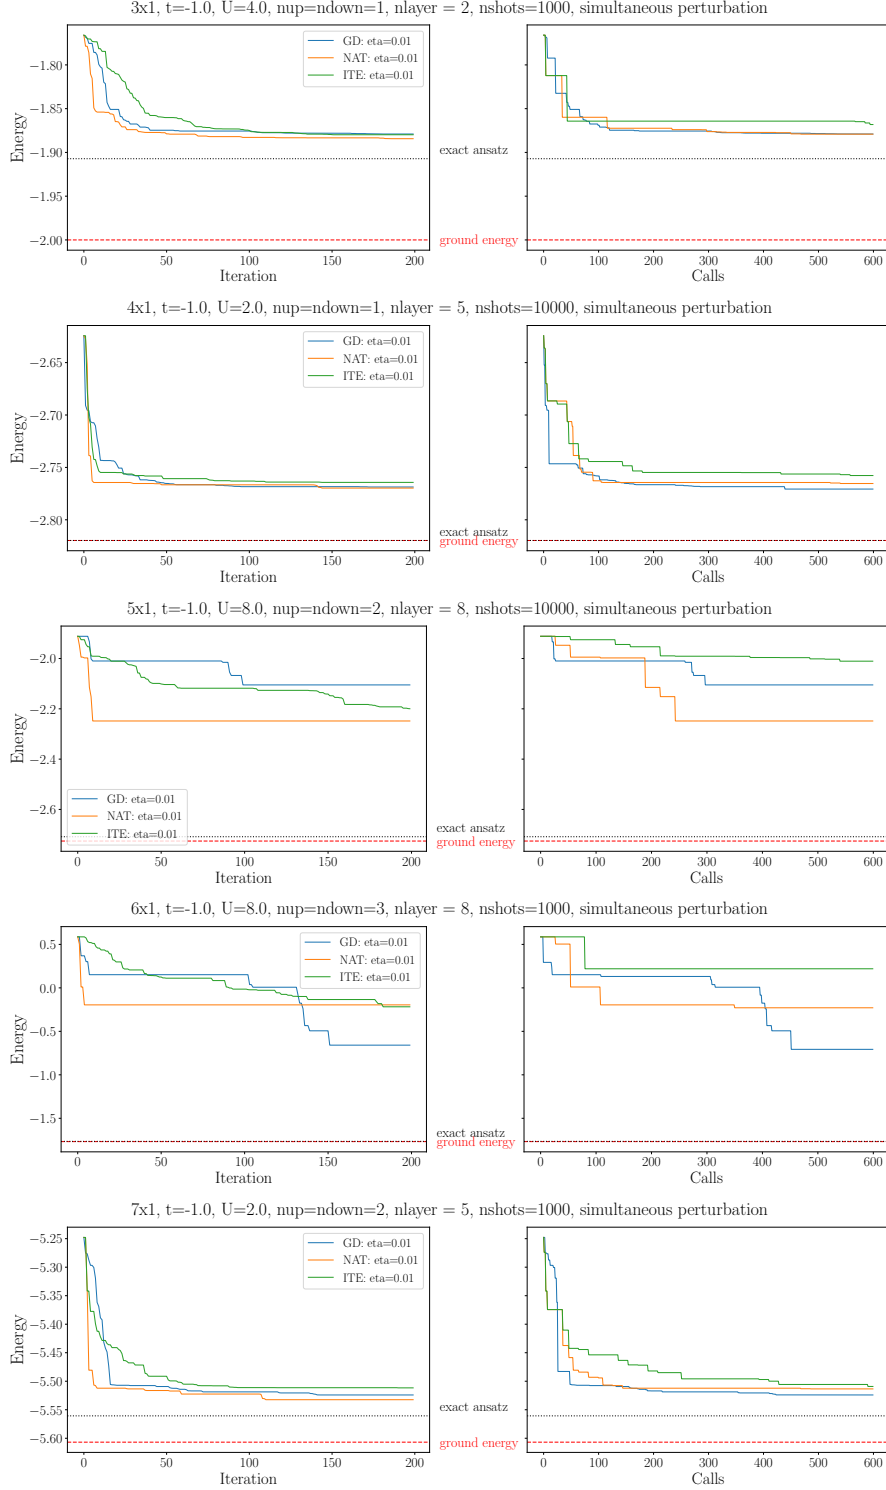 3x1, t=-1.0, U=4.0, nup=ndown=1, nlayer = 2, nshots=1000, simultaneous perturbation
GD: eta=0.01
NAT: eta=0.01
ITE: eta=0.01
−1.80
−1.85
−1.90
−1.95
−2.00
Energy
exact ansatz
ground energy
0 50 100 150 200
0 100 200 300 400 500 600
Iteration
Calls
4x1, t=-1.0, U=2.0, nup=ndown=1, nlayer = 5, nshots=10000, simultaneous perturbation
GD: eta=0.01
NAT: eta=0.01
ITE: eta=0.01
−2.65
−2.70
−2.75
−2.80
Energy
exact ansatz
ground energy
0 50 100 150 200
0 100 200 300 400 500 600
Iteration
Calls
5x1, t=-1.0, U=8.0, nup=ndown=2, nlayer = 8, nshots=10000, simultaneous perturbation
−2.0
−2.2
−2.4
−2.6
Energy
GD: eta=0.01
NAT: eta=0.01
ITE: eta=0.01
exact ansatz
ground energy
0 50 100 150 200
0 100 200 300 400 500 600
Iteration
Calls
6x1, t=-1.0, U=8.0, nup=ndown=3, nlayer = 8, nshots=1000, simultaneous perturbation
GD: eta=0.01
NAT: eta=0.01
ITE: eta=0.01
0.5
0.0
−0.5
−1.0
−1.5
Energy
exact ansatz
ground energy
0 50 100 150 200
0 100 200 300 400 500 600
Iteration
Calls
7x1, t=-1.0, U=2.0, nup=ndown=2, nlayer = 5, nshots=1000, simultaneous perturbation
GD: eta=0.01
NAT: eta=0.01
ITE: eta=0.01
−5.25
−5.30
−5.35
−5.40
−5.45
−5.50
−5.55
−5.60
Energy
exact ansatz
ground energy
0 50 100 150 200
0 100 200 300 400 500 600
Iteration
Calls